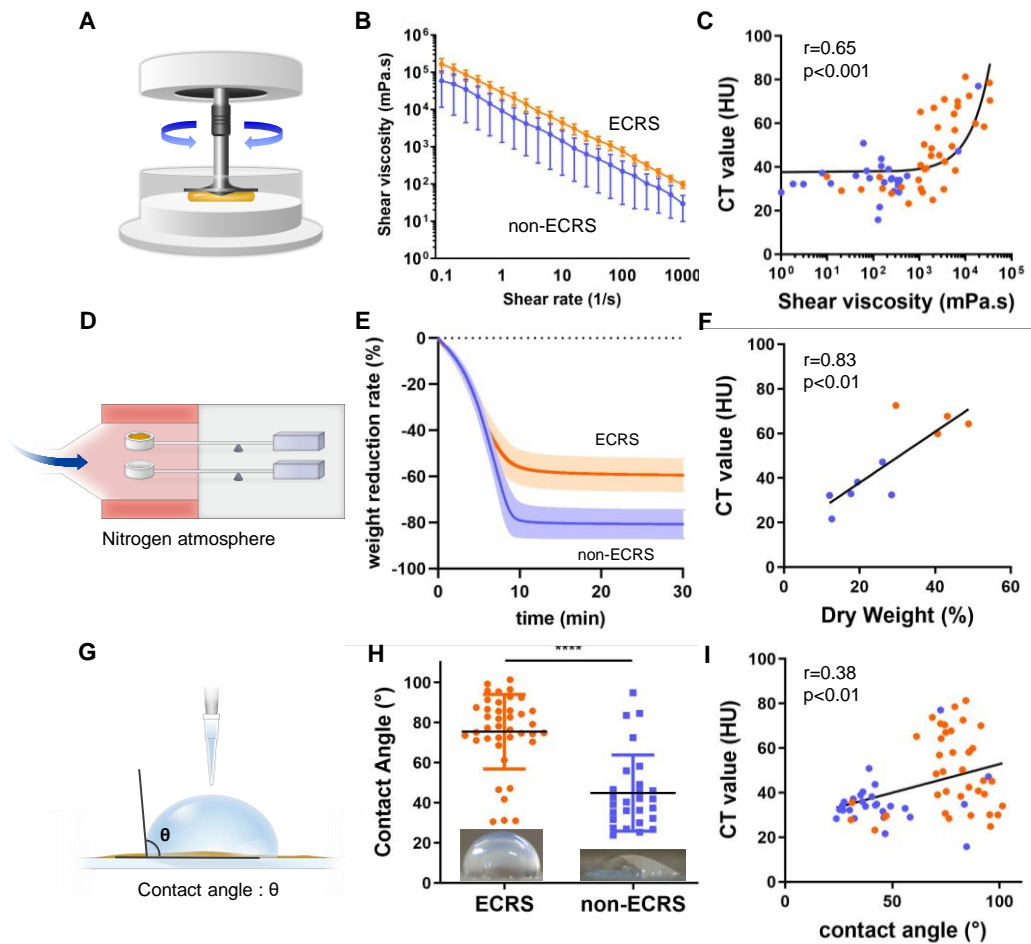 A
B
Shear viscosity (mPa.s)
10⁶
10⁵
10⁴
10³
10²
10¹
10⁰
ECRS
non-ECRS
0.1
1
10
100
1000
Shear rate (1/s)
C
CT value (HU)
100
80
60
40
20
0
r=0.65
p<0.001
10⁰
10¹
10²
10³
10⁴
10⁵
Shear viscosity (mPa.s)
D
Nitrogen atmosphere
E
weight reduction rate (%)
0
-20
-40
-60
-80
-100
ECRS
non-ECRS
0
10
20
30
time (min)
F
CT value (HU)
100
80
60
40
20
0
r=0.83
p<0.01
0
20
40
60
Dry Weight (%)
G
θ
Contact angle : θ
H
****
Contact Angle (°)
100
80
60
40
20
0
ECRS
non-ECRS
I
CT value (HU)
100
80
60
40
20
0
r=0.38
p<0.01
0
50
100
contact angle (°)